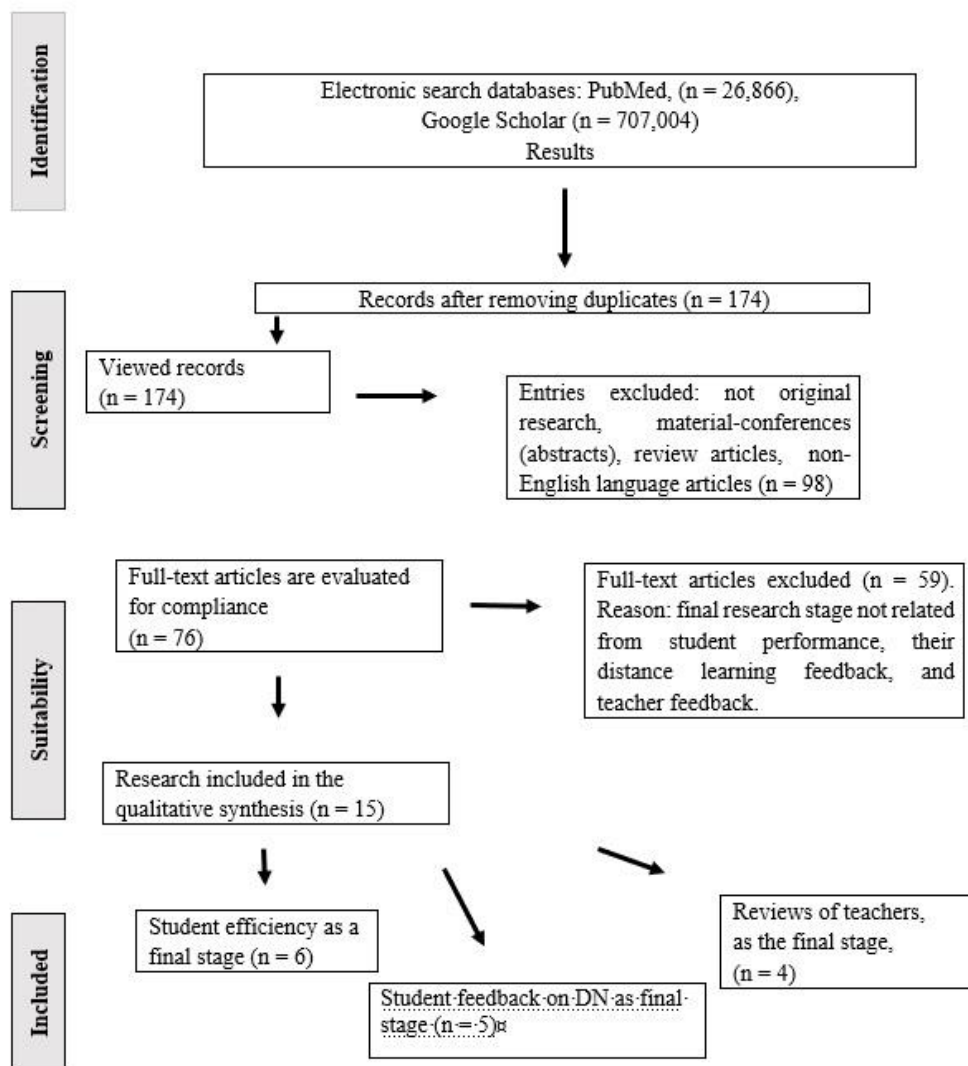 Identification
Electronic search databases: PubMed, (n = 26,866),
Google Scholar (n = 707,004)
Results
Screening
Records after removing duplicates (n = 174)
Viewed records
(n = 174)
Entries excluded: not original
research, material-conferences
(abstracts), review articles, non-
English language articles (n = 98)
Suitability
Full-text articles are evaluated
for compliance
(n = 76)
Full-text articles excluded (n = 59).
Reason: final research stage not related
from student performance, their
distance learning feedback, and
teacher feedback.
Research included in the
qualitative synthesis (n = 15)
Included
Student efficiency as a
final stage (n = 6)
Student·feedback·on·DN·as·final·
stage·(n·=·5)¤
Reviews of teachers,
as the final stage,
(n = 4)